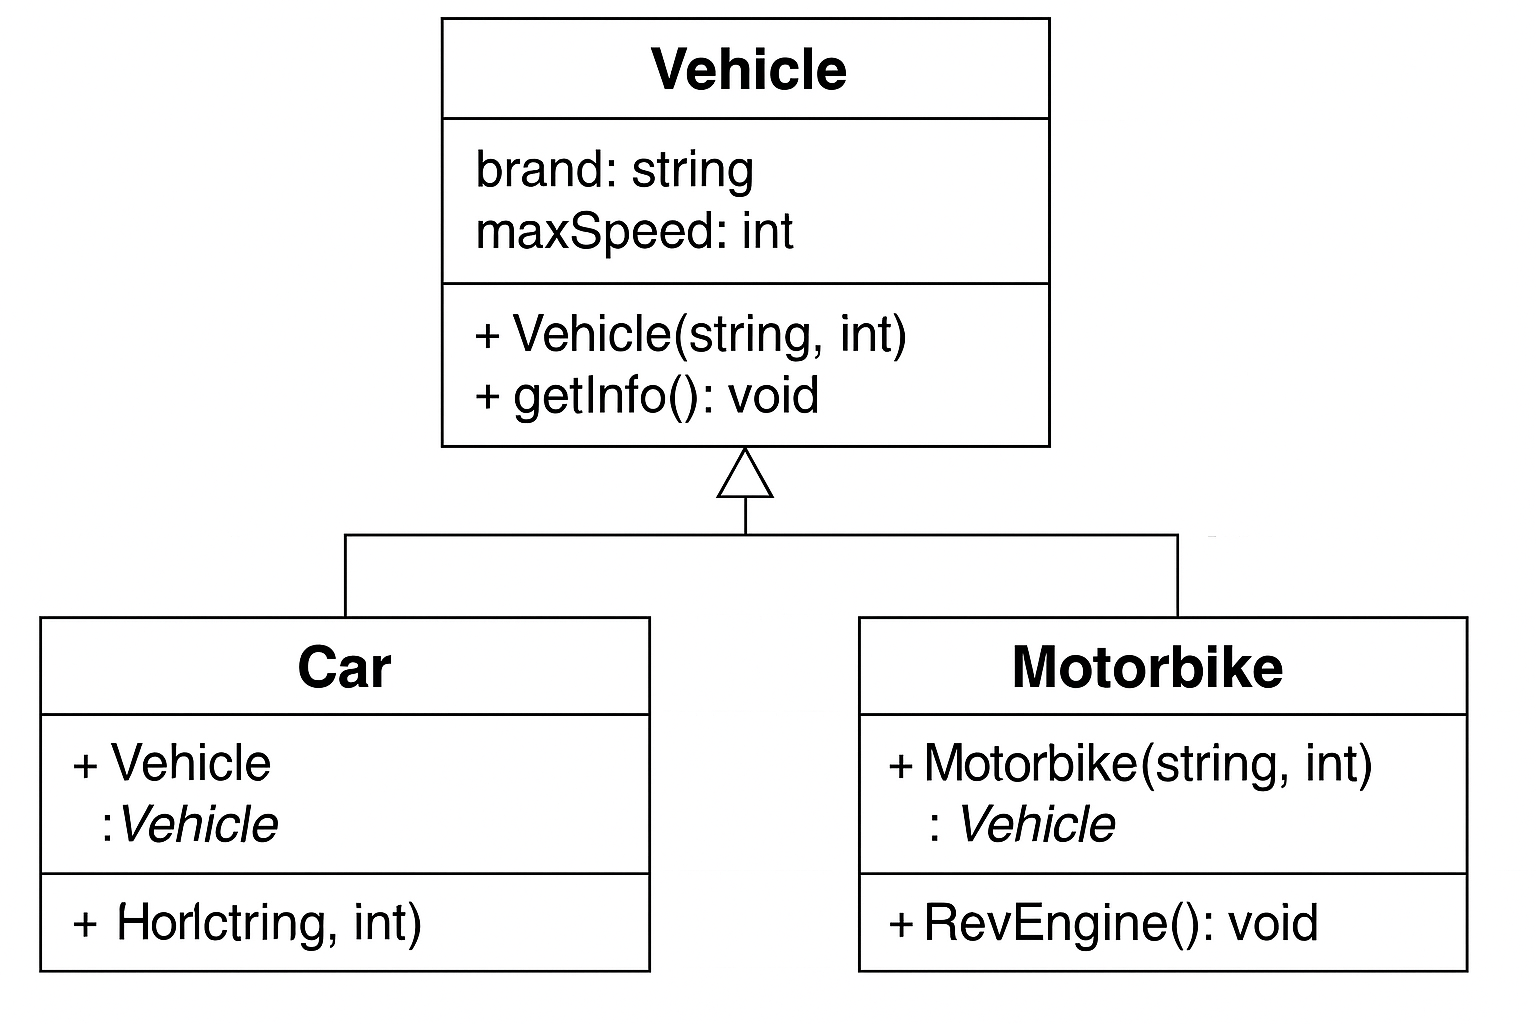 Vehicle
brand: string
maxSpeed: int
+ Vehicle(string, int)
+ getInfo(): void
Car
+ Vehicle
: Vehicle
+ Horlctring, int)
Motorbike
+ Motorbike(string, int)
: Vehicle
+ RevEngine(): void